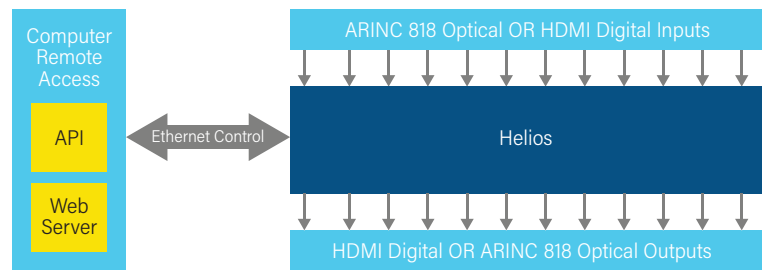 Computer
Remote
Access
API
Web
Server
Ethernet Control
ARINC 818 Optical OR HDMI Digital Inputs
Helios
HDMI Digital OR ARINC 818 Optical Outputs